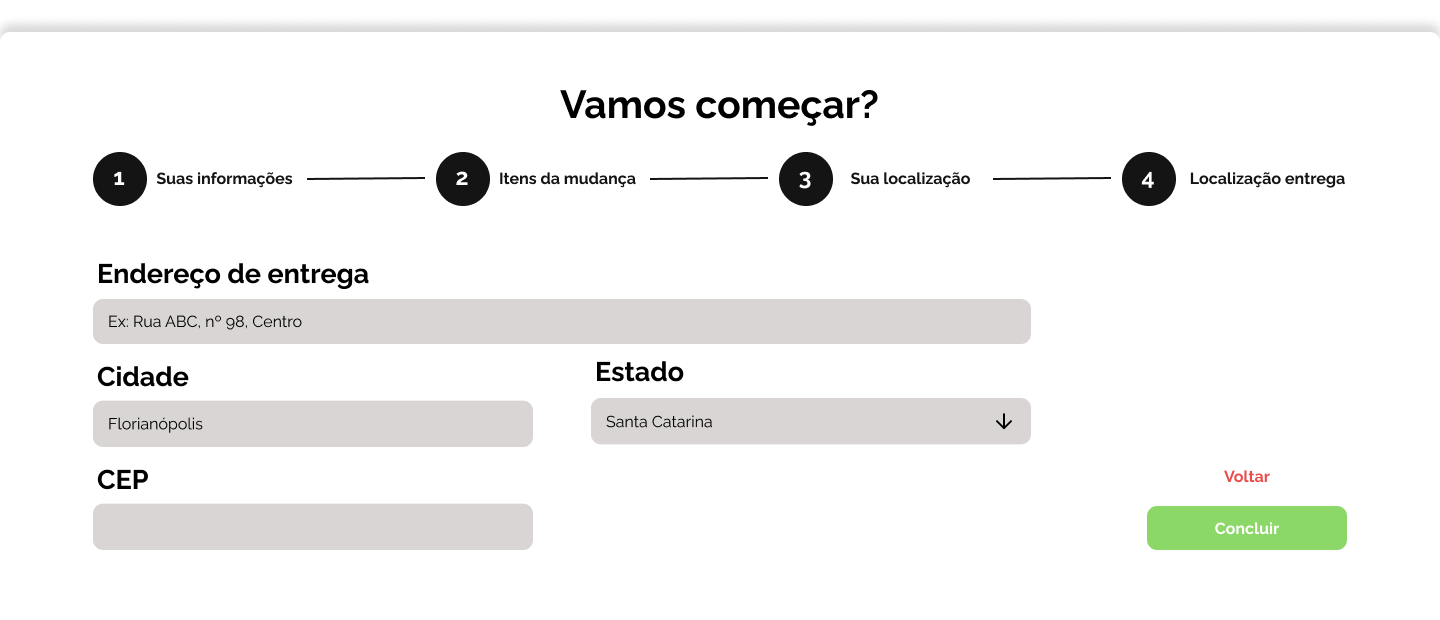 Vamos começar?
1 Suas informações 2 Itens da mudança 3 Sua localização 4 Localização entrega
Endereço de entrega
Ex: Rua ABC, nº 98, Centro
Cidade Estado
Florianópolis Santa Catarina
CEP
Voltar
Concluir